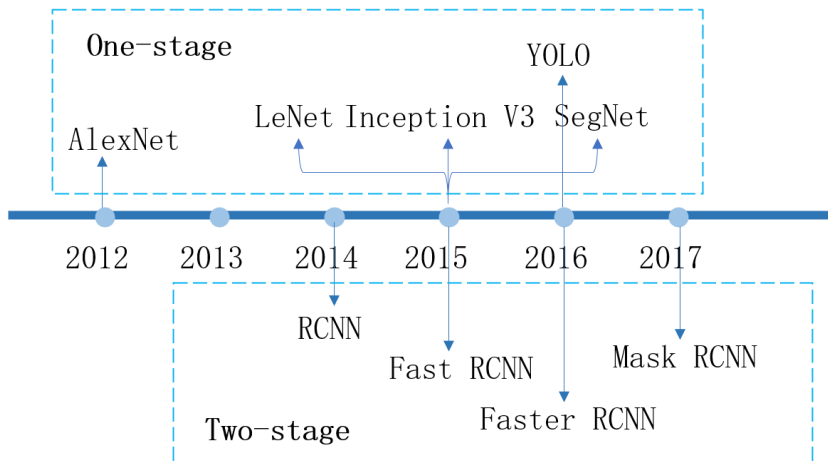 One-stage
YOLO
LeNet Inception V3 SegNet
AlexNet
2012 2013 2014 2015 2016 2017
RCNN
Fast RCNN
Mask RCNN
Faster RCNN
Two-stage